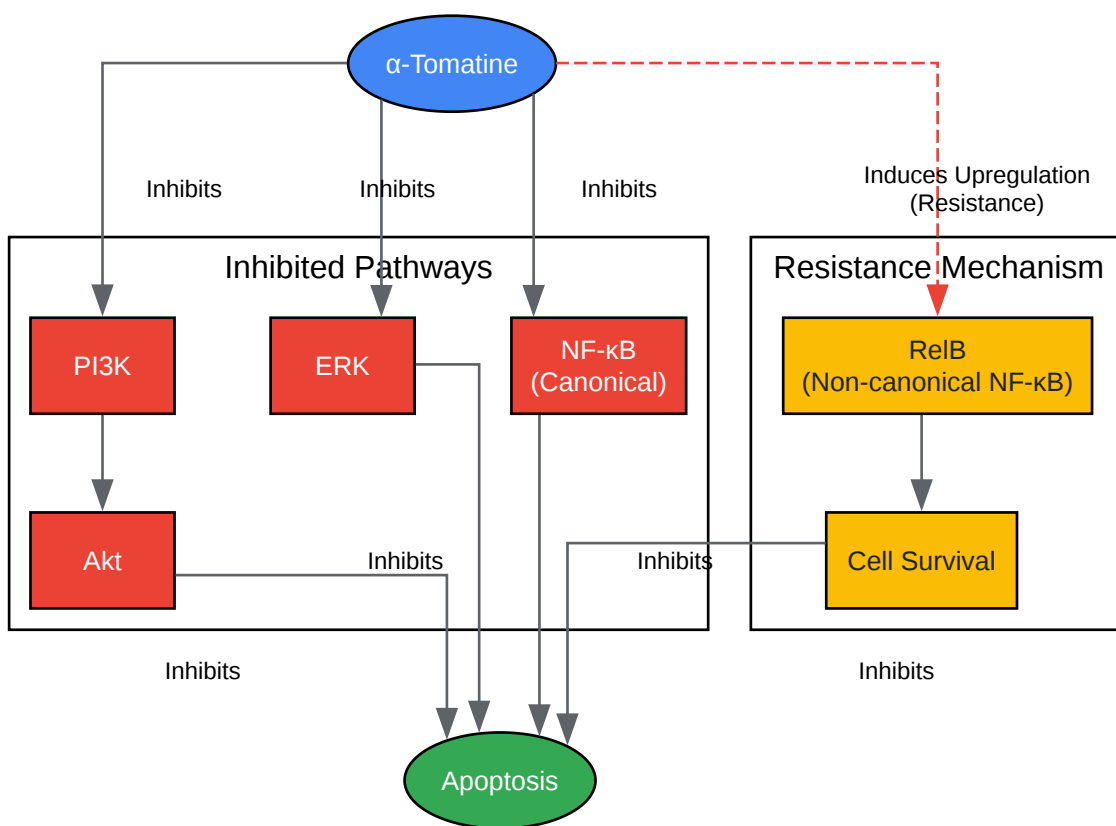 α-Tomatine
Inhibits
Inhibits
Inhibits
Induces Upregulation
(Resistance)
Inhibited Pathways
Resistance Mechanism
PI3K
ERK
NF-κB
(Canonical)
RelB
(Non-canonical NF-κB)
Akt
Inhibits
Inhibits
Cell Survival
Inhibits
Inhibits
Apoptosis